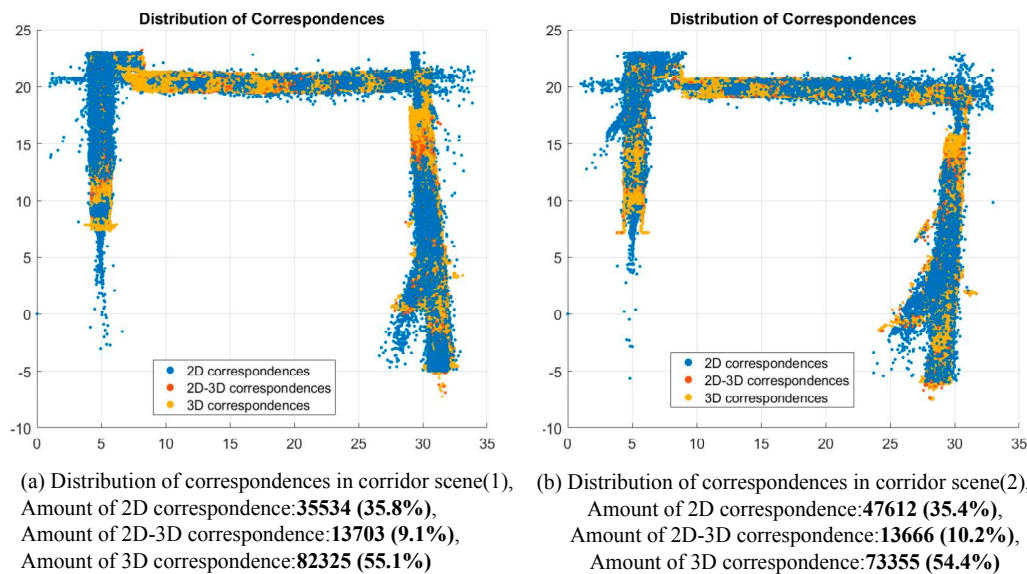 Distribution of Correspondences
25
20
15
10
5
0
-5
-10
0 5 10 15 20 25 30 35
2D correspondences
2D-3D correspondences
3D correspondences
Distribution of Correspondences
25
20
15
10
5
0
-5
-10
0 5 10 15 20 25 30 35
2D correspondences
2D-3D correspondences
3D correspondences
(a) Distribution of correspondences in corridor scene(1),
Amount of 2D correspondence:35534 (35.8%),
Amount of 2D-3D correspondence:13703 (9.1%),
Amount of 3D correspondence:82325 (55.1%)
(b) Distribution of correspondences in corridor scene(2),
Amount of 2D correspondence:47612 (35.4%),
Amount of 2D-3D correspondence:13666 (10.2%),
Amount of 3D correspondence:73355 (54.4%)